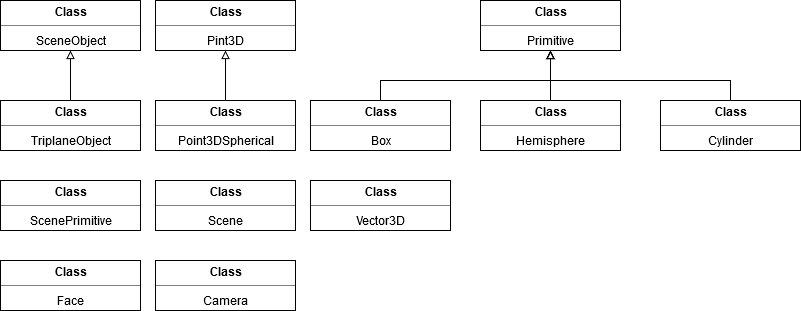 Class
SceneObject
Class
Pint3D
Class
Primitive
Class
TriplaneObject
Class
Point3DSpherical
Class
Box
Class
Hemisphere
Class
Cylinder
Class
ScenePrimitive
Class
Scene
Class
Vector3D
Class
Face
Class
Camera